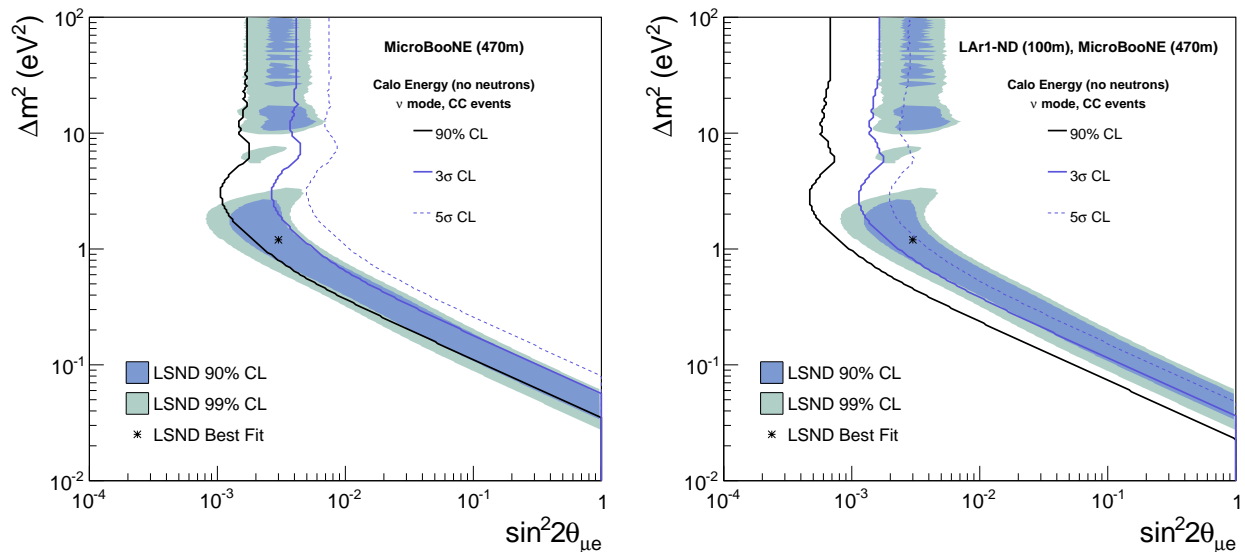 Δm² (eV²)
10²
10
1
10⁻¹
10⁻²
10⁻⁴
10⁻³
10⁻²
10⁻¹
1
sin²2θμe
MicroBooNE (470m)
Calo Energy (no neutrons)
ν mode, CC events
90% CL
3σ CL
5σ CL
LSND 90% CL
LSND 99% CL
LSND Best Fit
Δm² (eV²)
10²
10
1
10⁻¹
10⁻²
10⁻⁴
10⁻³
10⁻²
10⁻¹
1
sin²2θμe
LAr1-ND (100m), MicroBooNE (470m)
Calo Energy (no neutrons)
ν mode, CC events
90% CL
3σ CL
5σ CL
LSND 90% CL
LSND 99% CL
LSND Best Fit